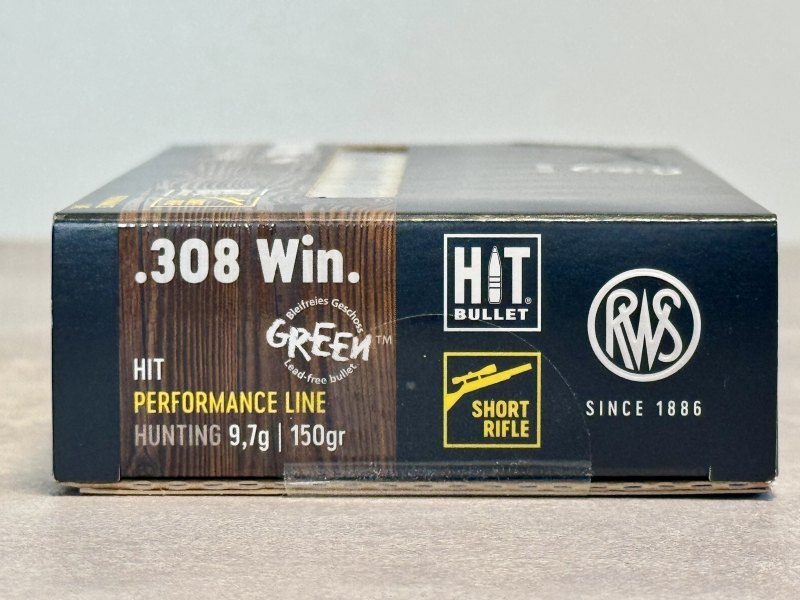 .308 Win.
Bleifreies Geschoss
GREEN™
Lead-free bullet
HIT
PERFORMANCE LINE
HUNTING 9,7g | 150gr
HIT®
BULLET
SHORT
RIFLE
RWS
SINCE 1886